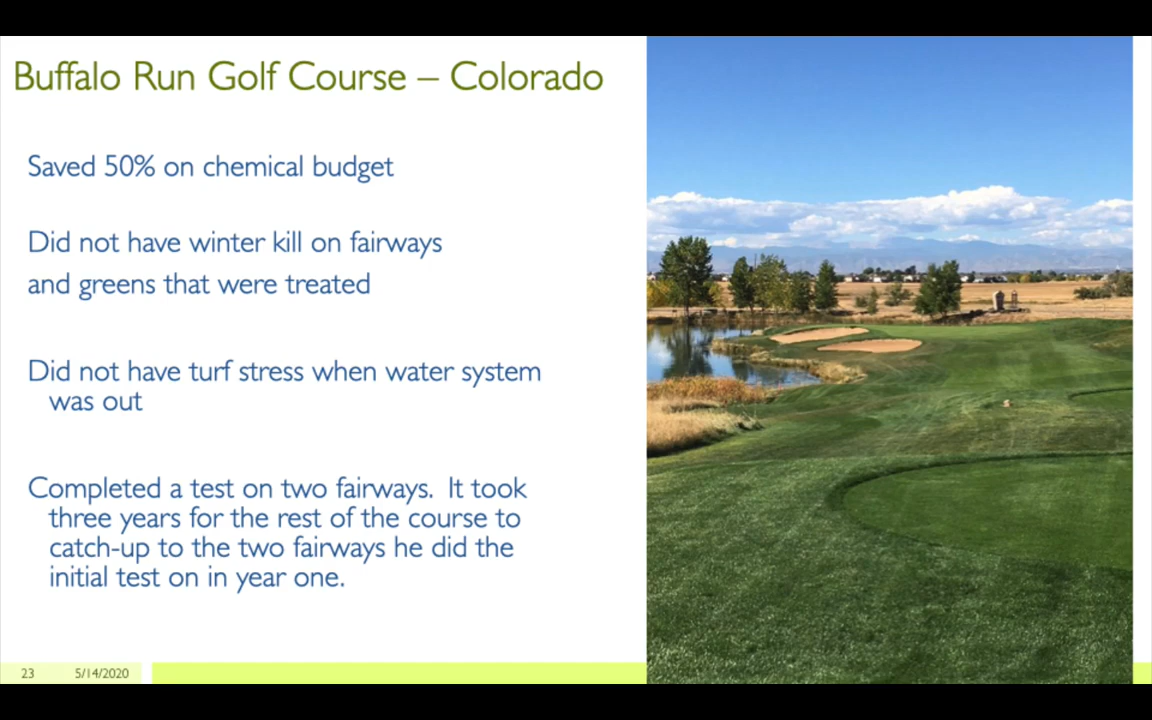 Buffalo Run Golf Course – Colorado
Saved 50% on chemical budget
Did not have winter kill on fairways
and greens that were treated
Did not have turf stress when water system
was out
Completed a test on two fairways.  It took
three years for the rest of the course to
catch-up to the two fairways he did the
initial test on in year one.
23 5/14/2020